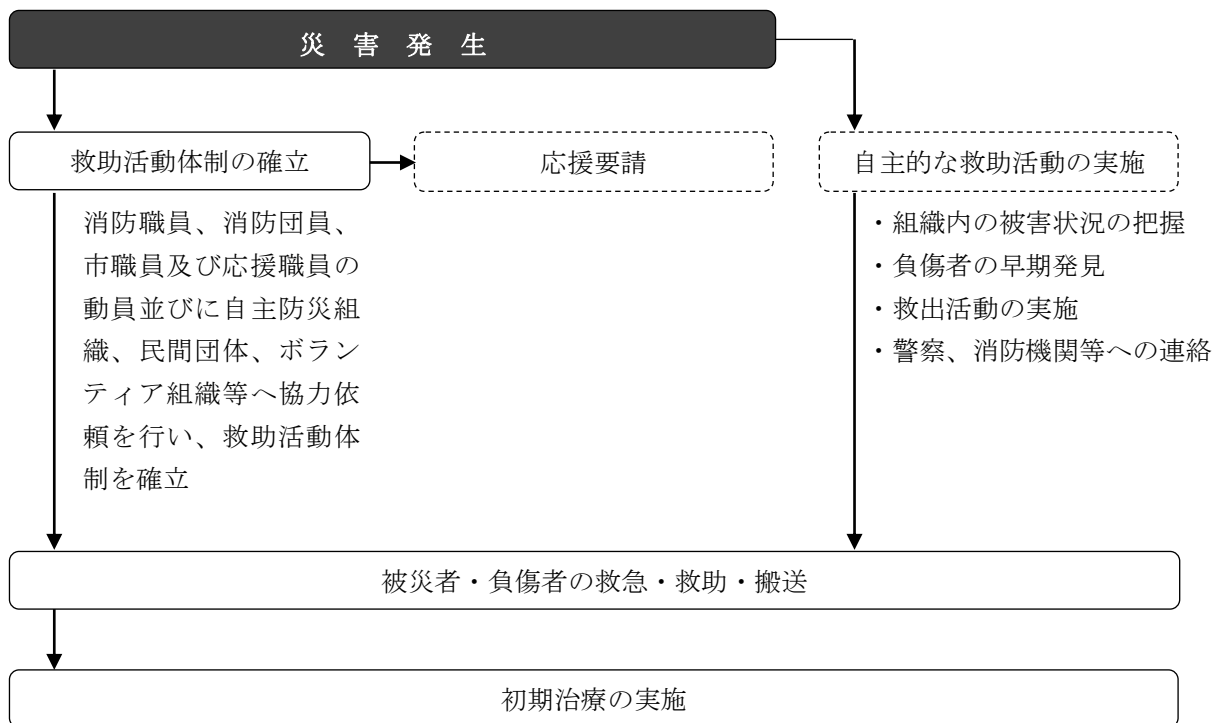 災 害 発 生
救助活動体制の確立
応援要請
自主的な救助活動の実施
消防職員、消防団員、
市職員及び応援職員の
動員並びに自主防災組
織、民間団体、ボラン
ティア組織等へ協力依
頼を行い、救助活動体
制を確立
・組織内の被害状況の把握
・負傷者の早期発見
・救出活動の実施
・警察、消防機関等への連絡
被災者・負傷者の救急・救助・搬送
初期治療の実施